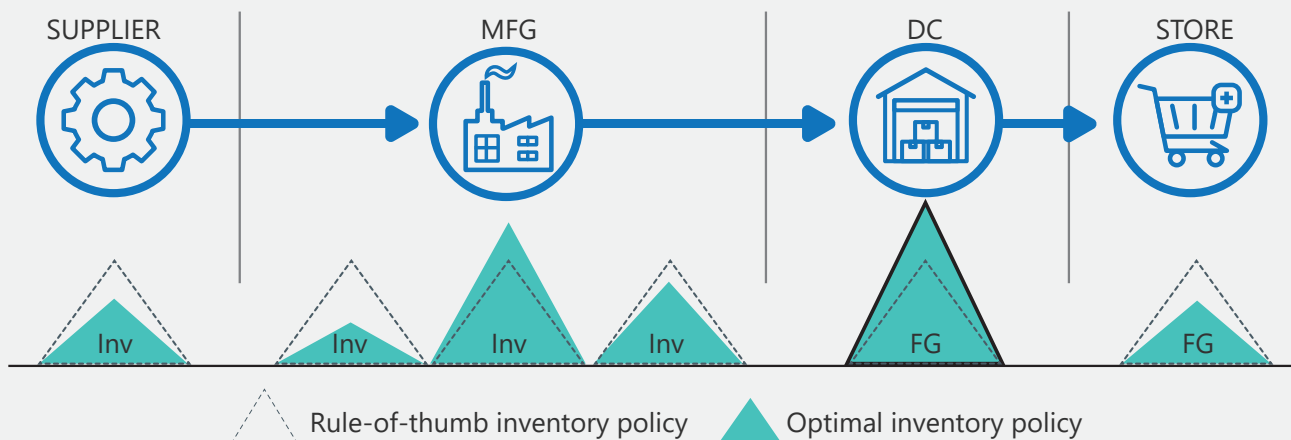 SUPPLIER
MFG
DC
STORE
Inv
Inv
Inv
Inv
FG
FG
Rule-of-thumb inventory policy
Optimal inventory policy